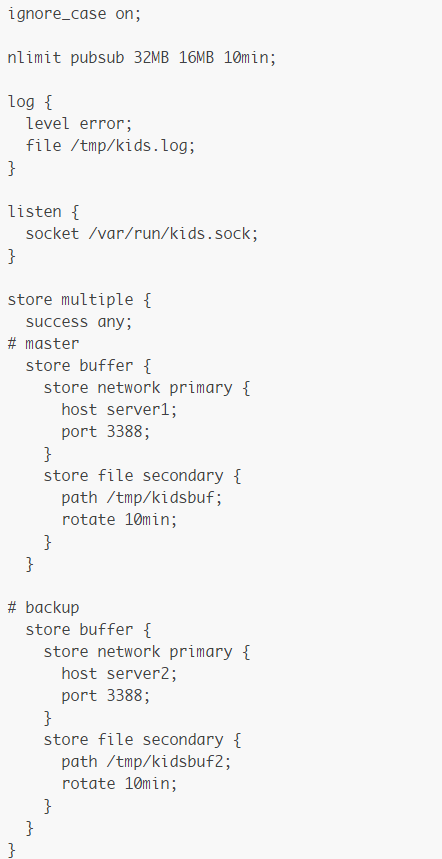 ignore_case on;

nlimit pubsub 32MB 16MB 10min;

log {
  level error;
  file /tmp/kids.log;
}

listen {
  socket /var/run/kids.sock;
}

store multiple {
  success any;
# master
  store buffer {
    store network primary {
      host server1;
      port 3388;
    }
    store file secondary {
      path /tmp/kidsbuf;
      rotate 10min;
    }
  }

# backup
  store buffer {
    store network primary {
      host server2;
      port 3388;
    }
    store file secondary {
      path /tmp/kidsbuf2;
      rotate 10min;
    }
  }
}